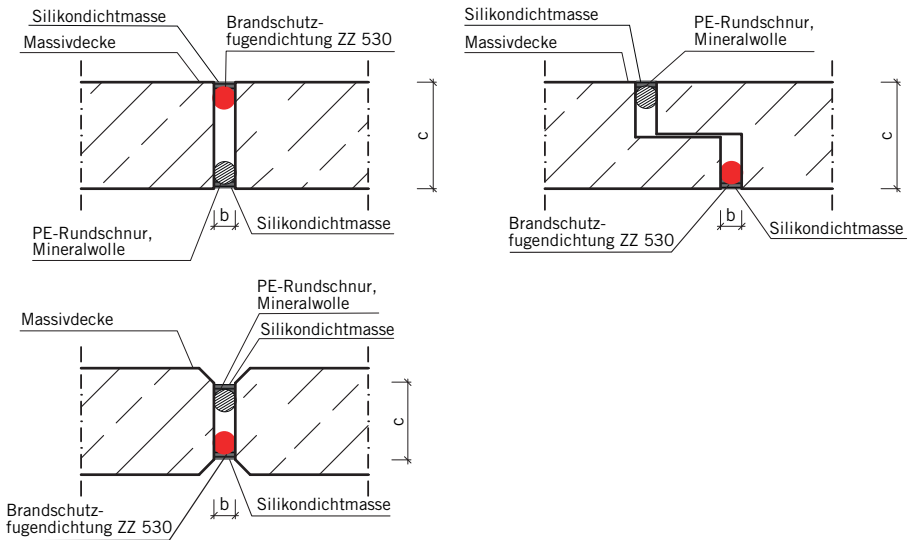 Silikondichtmasse
Massivdecke
Brandschutz-
fugendichtung ZZ 530
c
b
PE-Rundschnur,
Mineralwolle
Silikondichtmasse
Silikondichtmasse
Massivdecke
PE-Rundschnur,
Mineralwolle
c
b
Brandschutz-
fugendichtung ZZ 530
Silikondichtmasse
PE-Rundschnur,
Mineralwolle
Massivdecke
Silikondichtmasse
c
b
Brandschutz-
fugendichtung ZZ 530
Silikondichtmasse